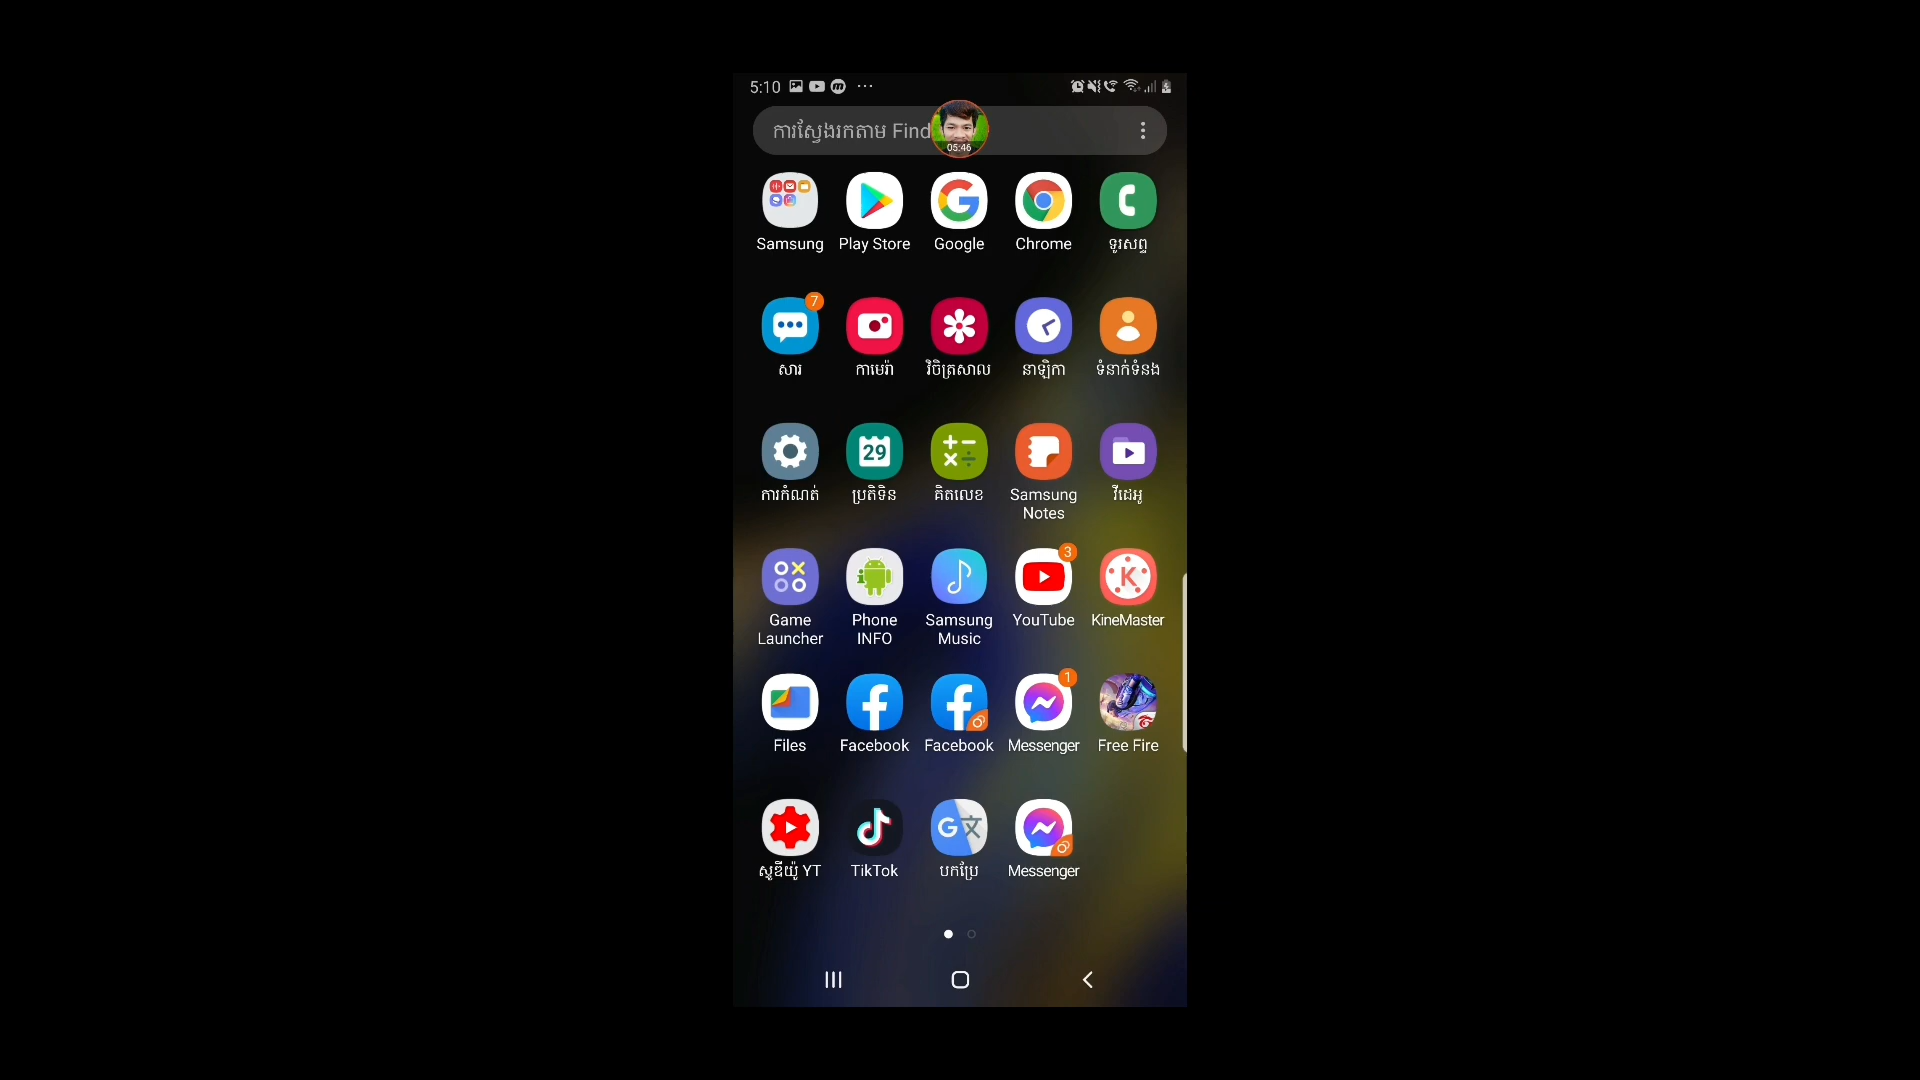 5:10
ការស្វែងរកតាម Find
05:46
Samsung
Play Store
Google
Chrome
ទូរសព្ទ
7
សារ
កាមេរ៉ា
វិចិត្រសាល
នាឡិកា
ទំនាក់ទំនង
ការកំណត់
29
ប្រតិទិន
គិតលេខ
Samsung
Notes
វីដេអូ
Game
Launcher
Phone
INFO
Samsung
Music
3
YouTube
KineMaster
Files
Facebook
Facebook
1
Messenger
Free Fire
ស្ទូឌីយ៉ូ YT
TikTok
បកប្រែ
Messenger